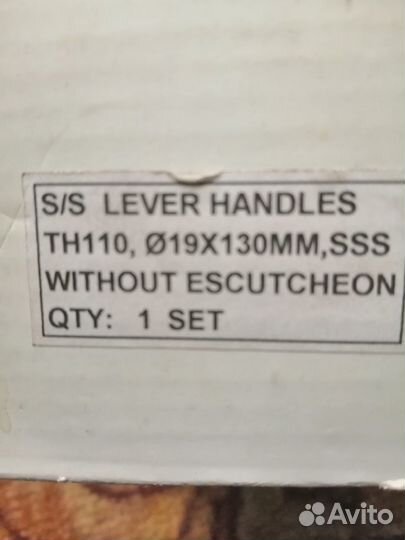 S/S LEVER HANDLES
TH110, Ø19X130MM,SSS
WITHOUT ESCUTCHEON
QTY: 1 SET
Avito